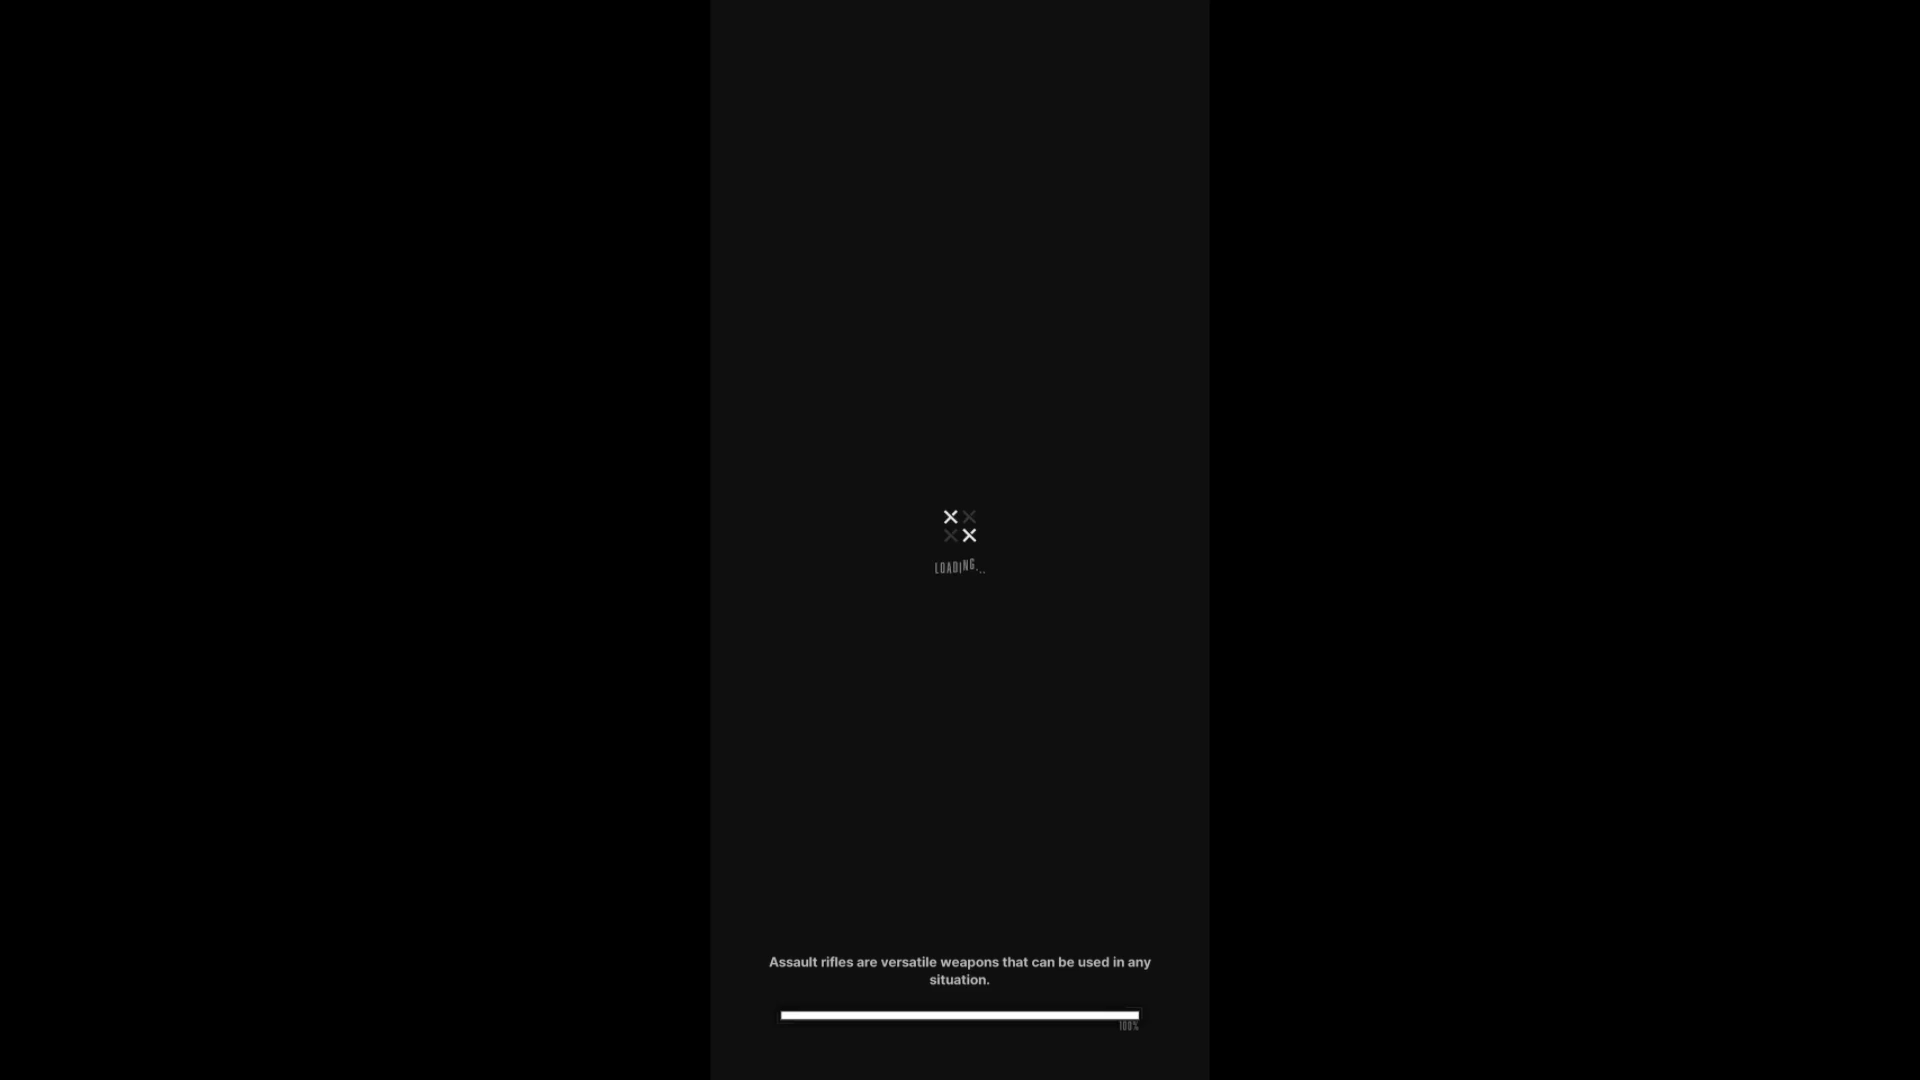 LOADING...
Assault rifles are versatile weapons that can be used in any
situation.
100%